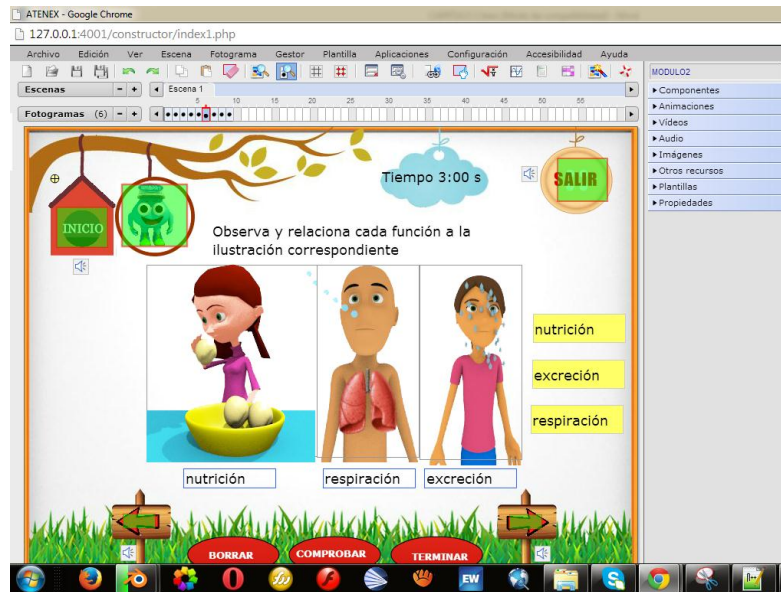 ATENEX - Google Chrome
127.0.0.1:4001/constructor/index1.php
Archivo Edición Ver Escena Fotograma Gestor Plantilla Aplicaciones Configuración Accesibilidad Ayuda
Escenas - + Escena 1
5 10 15 20 25 30 35 40 45 50 55
Fotogramas (6) - +
MODULO2
Componentes
Animaciones
Vídeos
Audio
Imágenes
Otros recursos
Plantillas
Propiedades
Tiempo 3:00 s
SALIR
INICIO
Observa y relaciona cada función a la
ilustración correspondiente
nutrición
excreción
respiración
nutrición respiración excreción
BORRAR COMPROBAR TERMINAR
EW